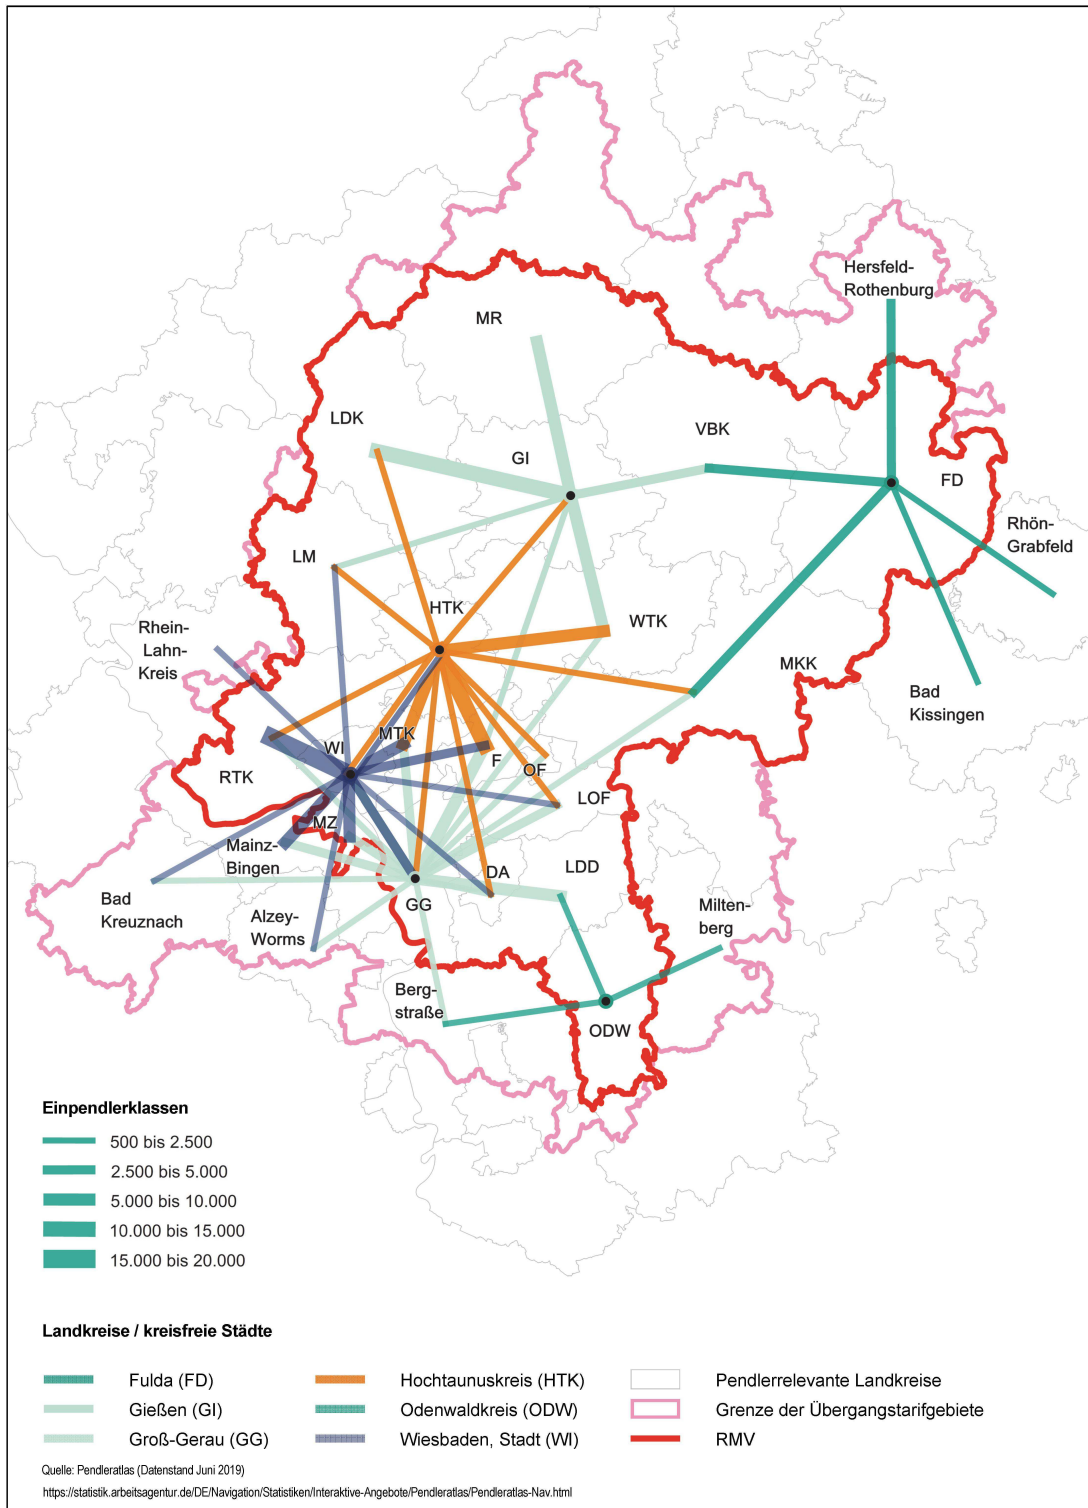 Hersfeld-
Rothenburg
MR
LDK
VBK
GI
FD
Rhön-
Grabfeld
LM
HTK
WTK
Rhein-
Lahn-
Kreis
MKK
Bad
Kissingen
WI
MTK
F
OF
RTK
LOF
MZ
Mainz-
Bingen
DA
LDD
Bad
Kreuznach
GG
Alzey-
Worms
Milten-
berg
Berg-
straße
ODW
Einpendlerklassen
500 bis 2.500
2.500 bis 5.000
5.000 bis 10.000
10.000 bis 15.000
15.000 bis 20.000
Landkreise / kreisfreie Städte
Fulda (FD)
Gießen (GI)
Groß-Gerau (GG)
Hochtaunuskreis (HTK)
Odenwaldkreis (ODW)
Wiesbaden, Stadt (WI)
Pendlerrelevante Landkreise
Grenze der Übergangstarifgebiete
RMV
Quelle: Pendleratlas (Datenstand Juni 2019)
https://statistik.arbeitsagentur.de/DE/Navigation/Statistiken/Interaktive-Angebote/Pendleratlas/Pendleratlas-Nav.html